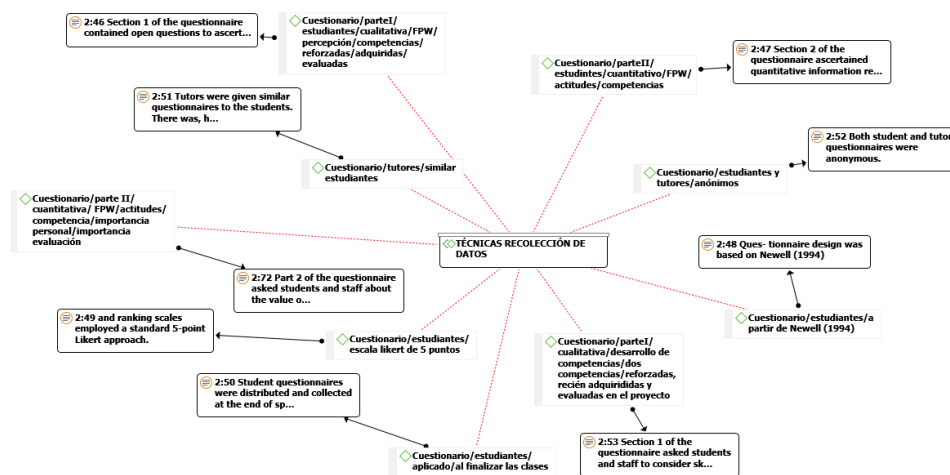 2:46 Section 1 of the questionnaire
contained open questions to ascert...
Cuestionario/parteI/
estudiantes/cualitativa/FPW/
percepción/competencias/
reforzadas/adquiridas/
evaluadas
2:47 Section 2 of the
questionnaire ascertained
quantitative information re...
Cuestionario/parteII/
estudintes/cuantitativo/FPW/
actitudes/competencias
2:51 Tutors were given similar
questionnaires to the students.
There was, h...
2:52 Both student and tutor
questionnaires were
anonymous.
Cuestionario/tutores/similar
estudiantes
Cuestionario/estudiantes y
tutores/anónimos
Cuestionario/parte II/
cuantitativa/ FPW/actitudes/
competencia/importancia
personal/importancia
evaluación
TÉCNICAS RECOLECCIÓN DE
DATOS
2:48 Ques- tionnaire design was
based on Newell (1994)
2:72 Part 2 of the questionnaire
asked students and staff about
the value o...
2:49 and ranking scales
employed a standard 5-point
Likert approach.
Cuestionario/estudiantes/a
partir de Newell (1994)
Cuestionario/estudiantes/
escala likert de 5 puntos
Cuestionario/parteI/
cualitativa/desarrollo de
competencias/dos
competencias/reforzadas,
recién adquirididas y
evaluadas en el proyecto
2:50 Student questionnaires
were distributed and collected
at the end of sp...
Cuestionario/estudiantes/
aplicado/al finalizar las clases
2:53 Section 1 of the
questionnaire asked students
and staff to consider sk...